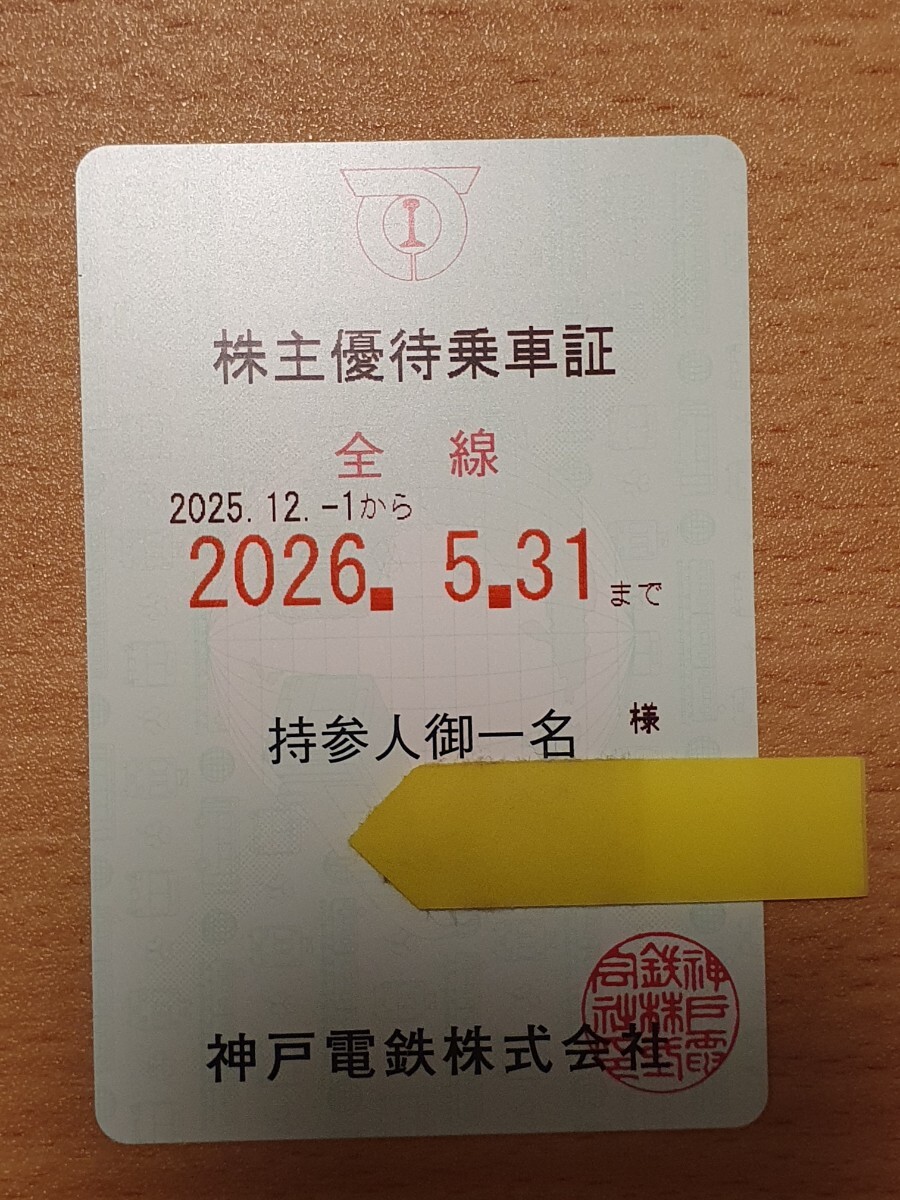 株主優待乗車証
全 線
2025.12.-1から
2026. 5.31まで
持参人御一名 様
神戸電鉄株式会社